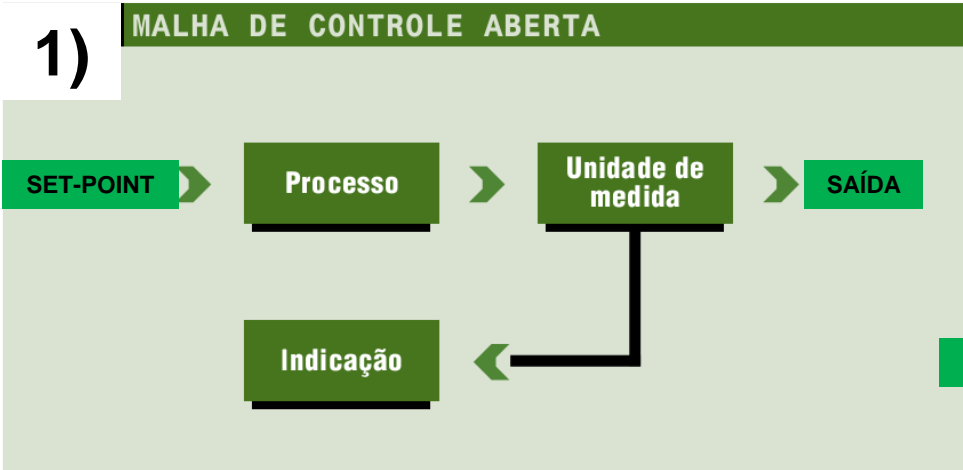 1)
MALHA DE CONTROLE ABERTA
SET-POINT
Processo
Unidade de
medida
SAÍDA
Indicação